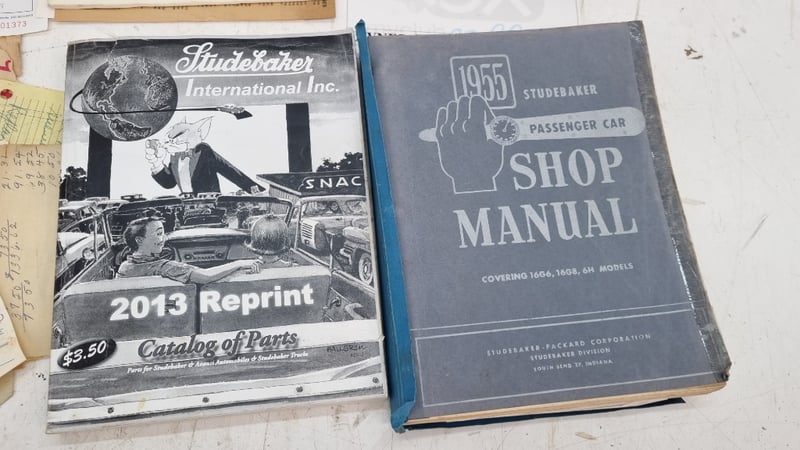 01373
Studebaker
International Inc.
SNAC
2013 Reprint
$3.50
Catalog of Parts
Parts for Studebaker & Avanti Automobiles & Studebaker Trucks
1955
STUDEBAKER
PASSENGER CAR
SHOP
MANUAL
COVERING 16G6, 16G8, 6H MODELS
STUDEBAKER-PACKARD CORPORATION
STUDEBAKER DIVISION
SOUTH BEND 27, INDIANA